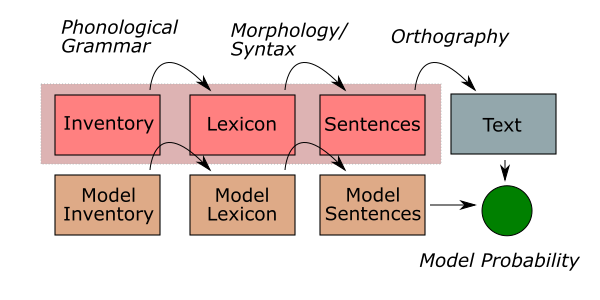 Phonological
Grammar
Morphology/
Syntax
Orthography
Inventory
Lexicon
Sentences
Text
Model
Inventory
Model
Lexicon
Model
Sentences
Model Probability